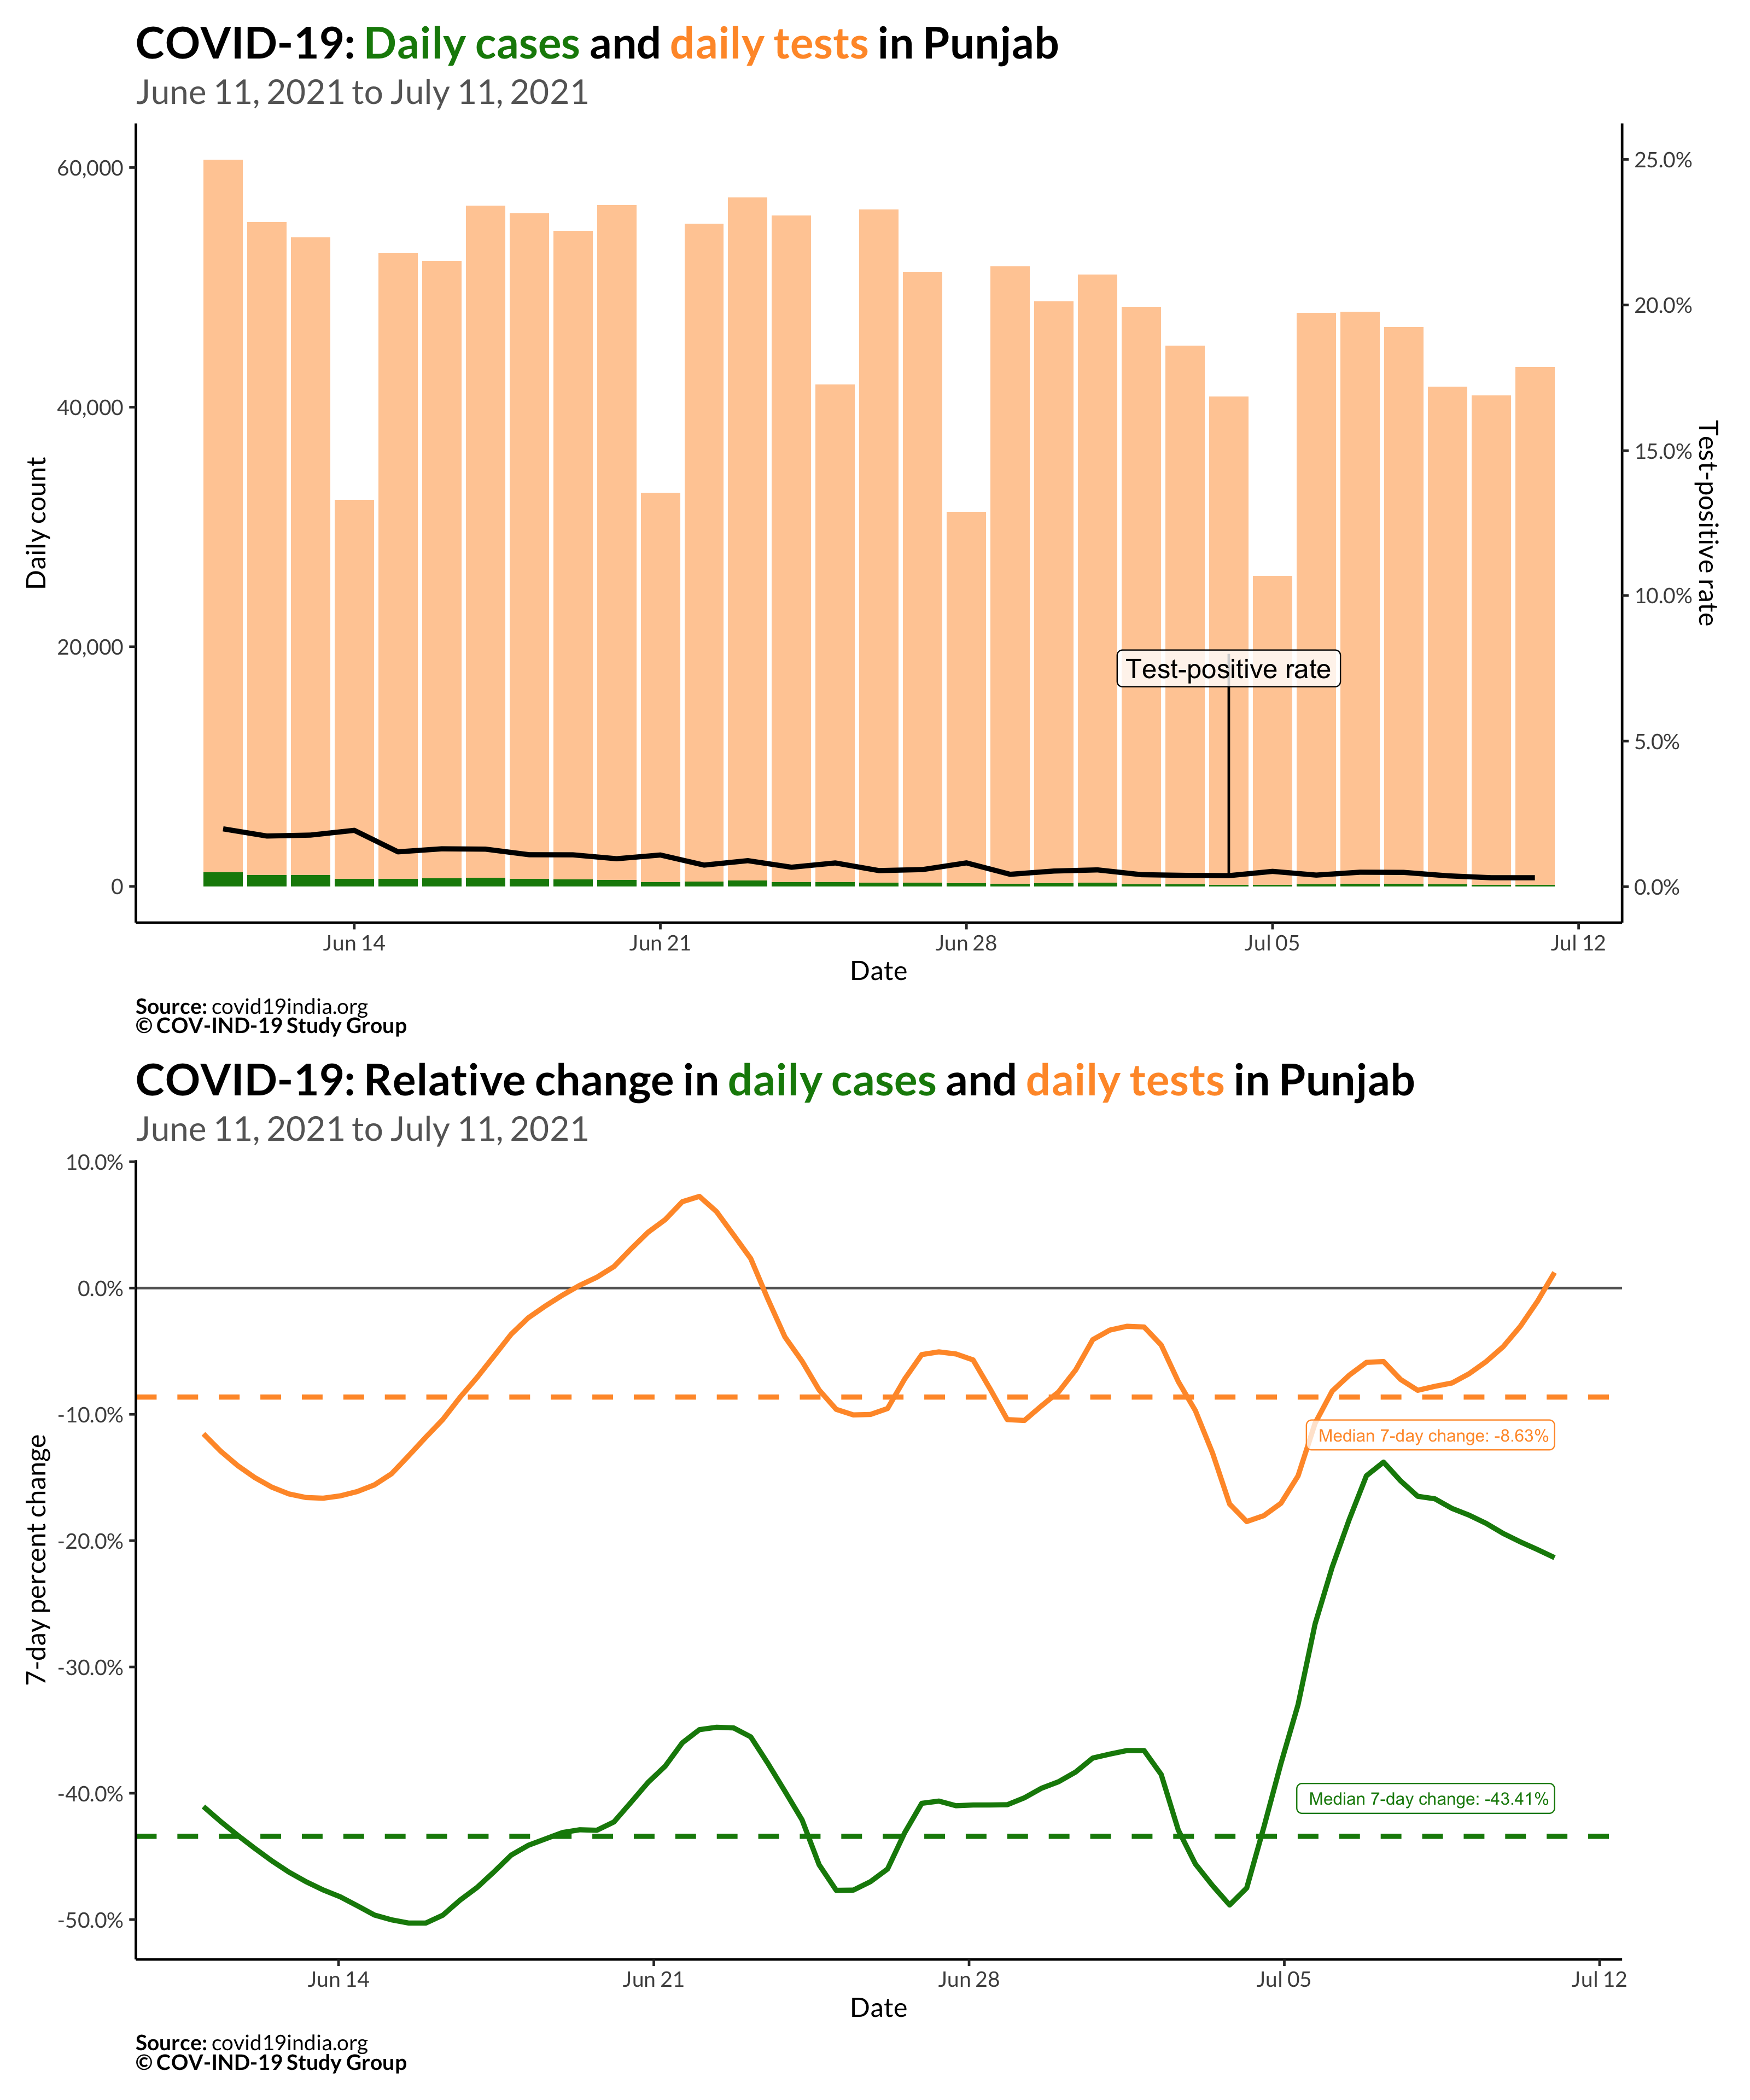 COVID-19: Daily cases and daily tests in Punjab
June 11, 2021 to July 11, 2021
60,000
40,000
20,000
0
Daily count
25.0%
20.0%
15.0%
10.0%
5.0%
0.0%
Test-positive rate
Test-positive rate
Jun 14
Jun 21
Jun 28
Jul 05
Jul 12
Date
Source: covid19india.org
© COV-IND-19 Study Group
COVID-19: Relative change in daily cases and daily tests in Punjab
June 11, 2021 to July 11, 2021
10.0%
0.0%
-10.0%
-20.0%
-30.0%
-40.0%
-50.0%
7-day percent change
Median 7-day change: -8.63%
Median 7-day change: -43.41%
Jun 14
Jun 21
Jun 28
Jul 05
Jul 12
Date
Source: covid19india.org
© COV-IND-19 Study Group